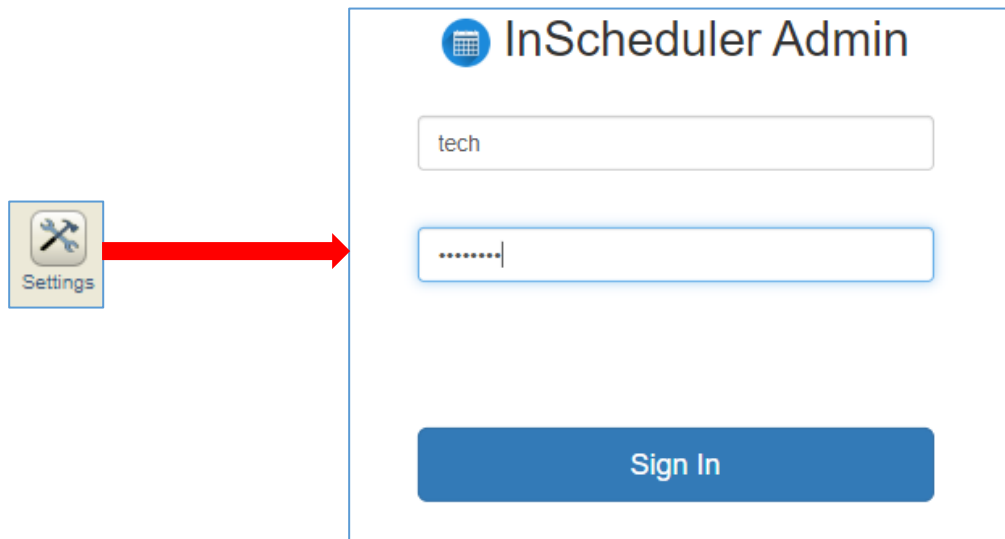 InScheduler Admin
tech
••••••••
Settings
Sign In